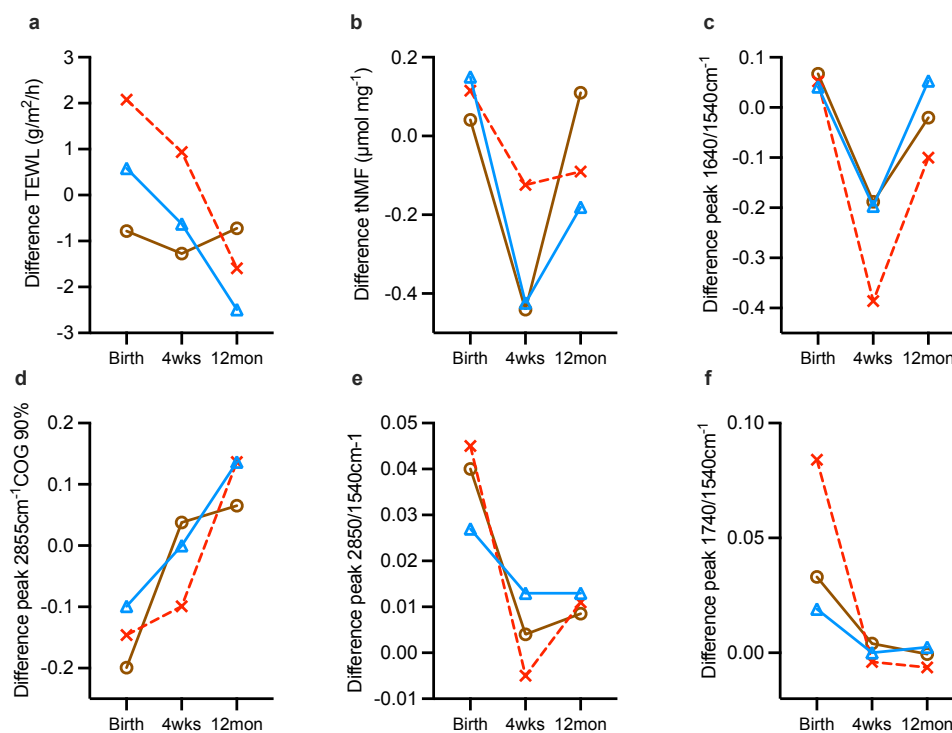 a
Difference TEWL (g/m²/h)
3
2
1
0
-1
-2
-3
Birth 4wks 12mon
b
Difference tNMF (µmol mg⁻¹)
0.2
0.0
-0.2
-0.4
Birth 4wks 12mon
c
Difference peak 1640/1540cm⁻¹
0.1
0.0
-0.1
-0.2
-0.3
-0.4
Birth 4wks 12mon
d
Difference peak 2855cm⁻¹COG 90%
0.2
0.1
0.0
-0.1
-0.2
Birth 4wks 12mon
e
Difference peak 2850/1540cm-1
0.05
0.04
0.03
0.02
0.01
0.00
-0.01
Birth 4wks 12mon
f
Difference peak 1740/1540cm⁻¹
0.10
0.05
0.00
Birth 4wks 12mon